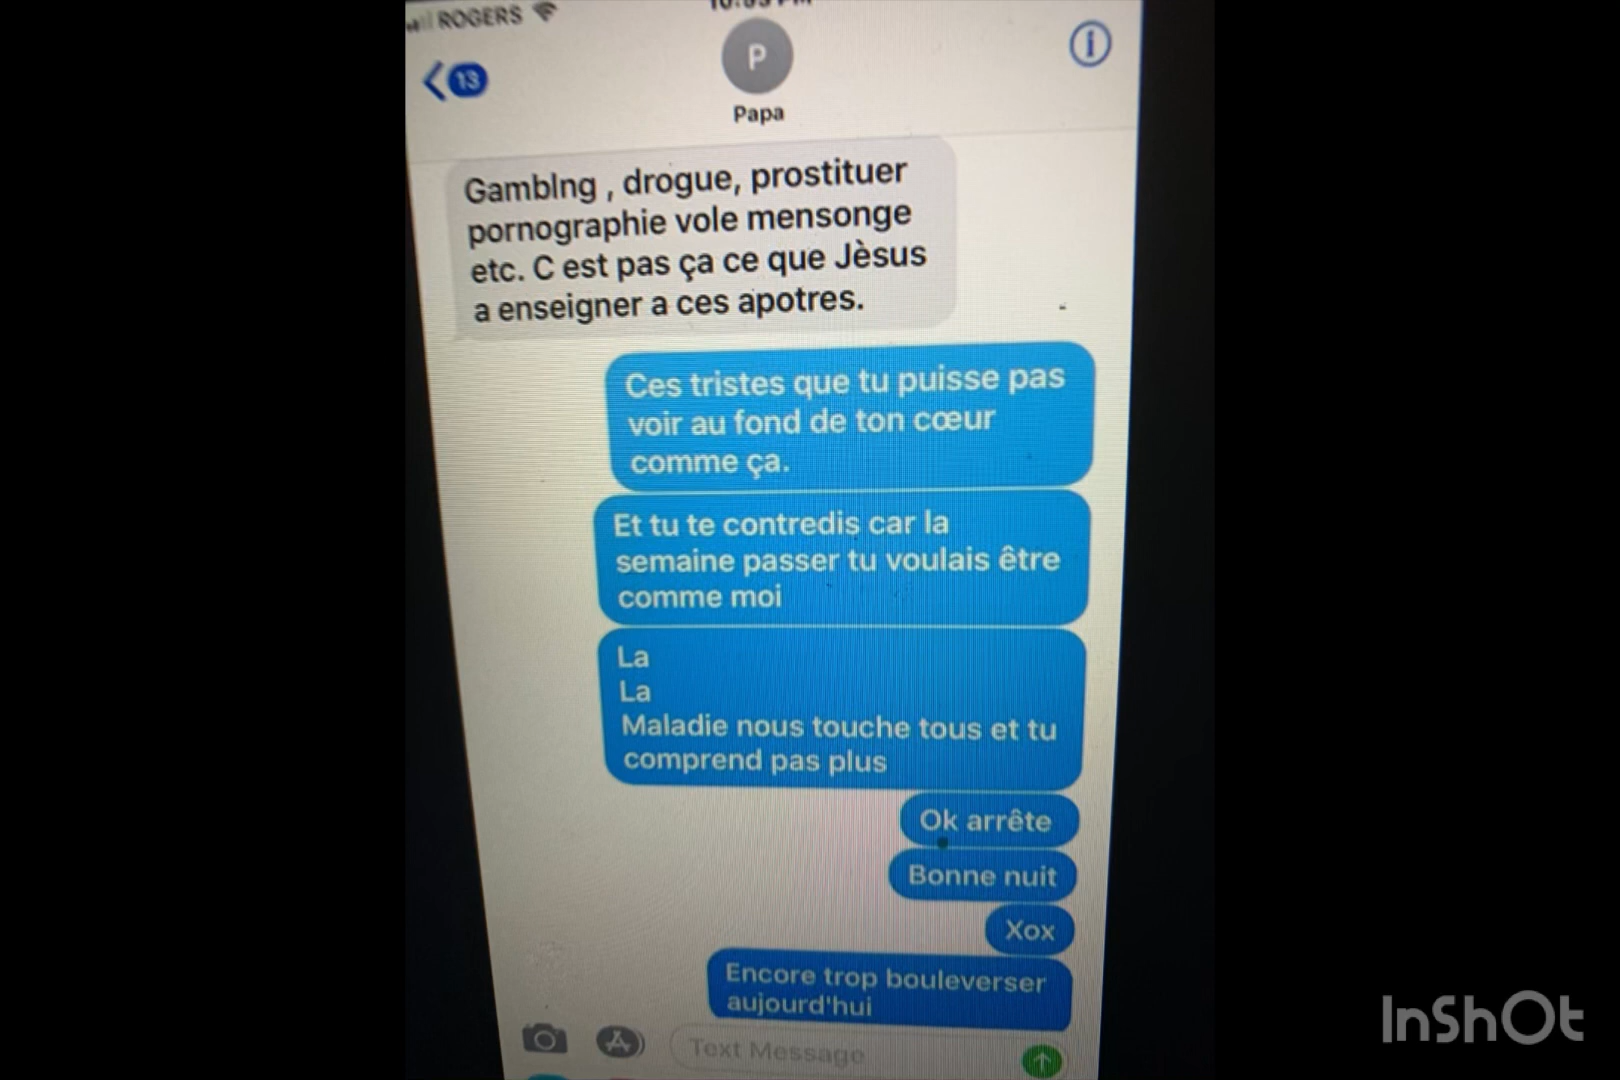 ROGERS
13
P
Papa
Gamblng , drogue, prostituer
pornographie vole mensonge
etc. C est pas ça ce que Jèsus
a enseigner a ces apotres.
Ces tristes que tu puisse pas
voir au fond de ton cœur
comme ça.
Et tu te contredis car la
semaine passer tu voulais être
comme moi
La
La
Maladie nous touche tous et tu
comprend pas plus
Ok arrête
Bonne nuit
Xox
Encore trop bouleverser
aujourd'hui
Text Message
InShOt